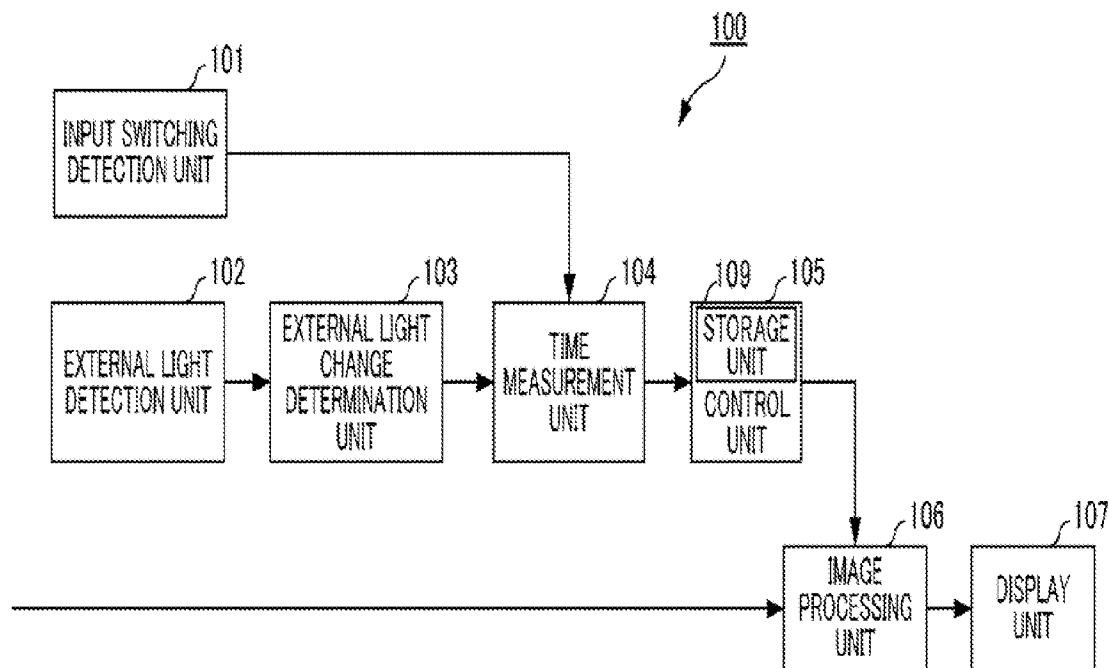 100
101
INPUT SWITCHING
DETECTION UNIT
102
EXTERNAL LIGHT
DETECTION UNIT
103
EXTERNAL LIGHT
CHANGE
DETERMINATION
UNIT
104
TIME
MEASUREMENT
UNIT
109
105
STORAGE
UNIT
CONTROL
UNIT
106
IMAGE
PROCESSING
UNIT
107
DISPLAY
UNIT